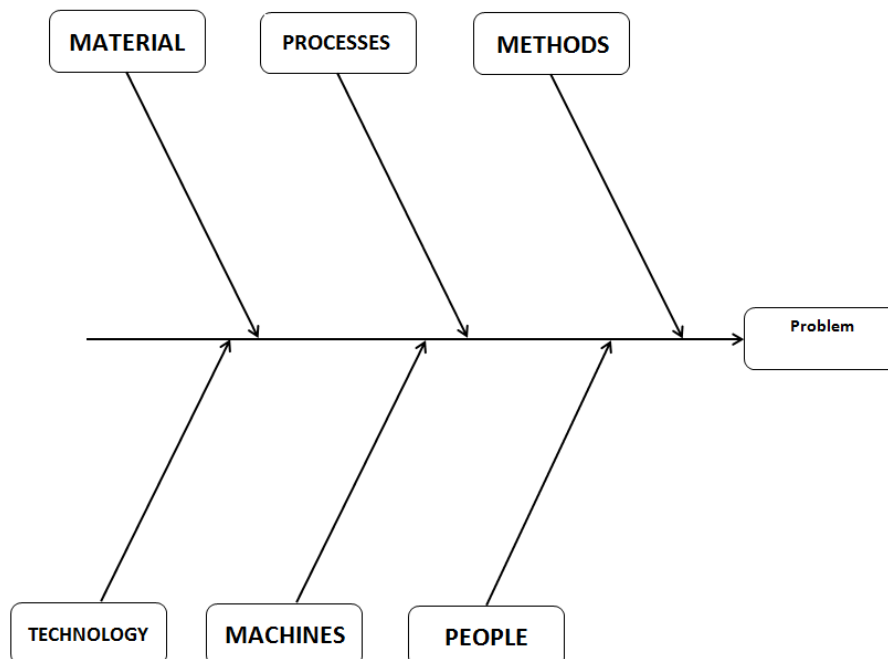 MATERIAL
PROCESSES
METHODS
Problem
TECHNOLOGY
MACHINES
PEOPLE